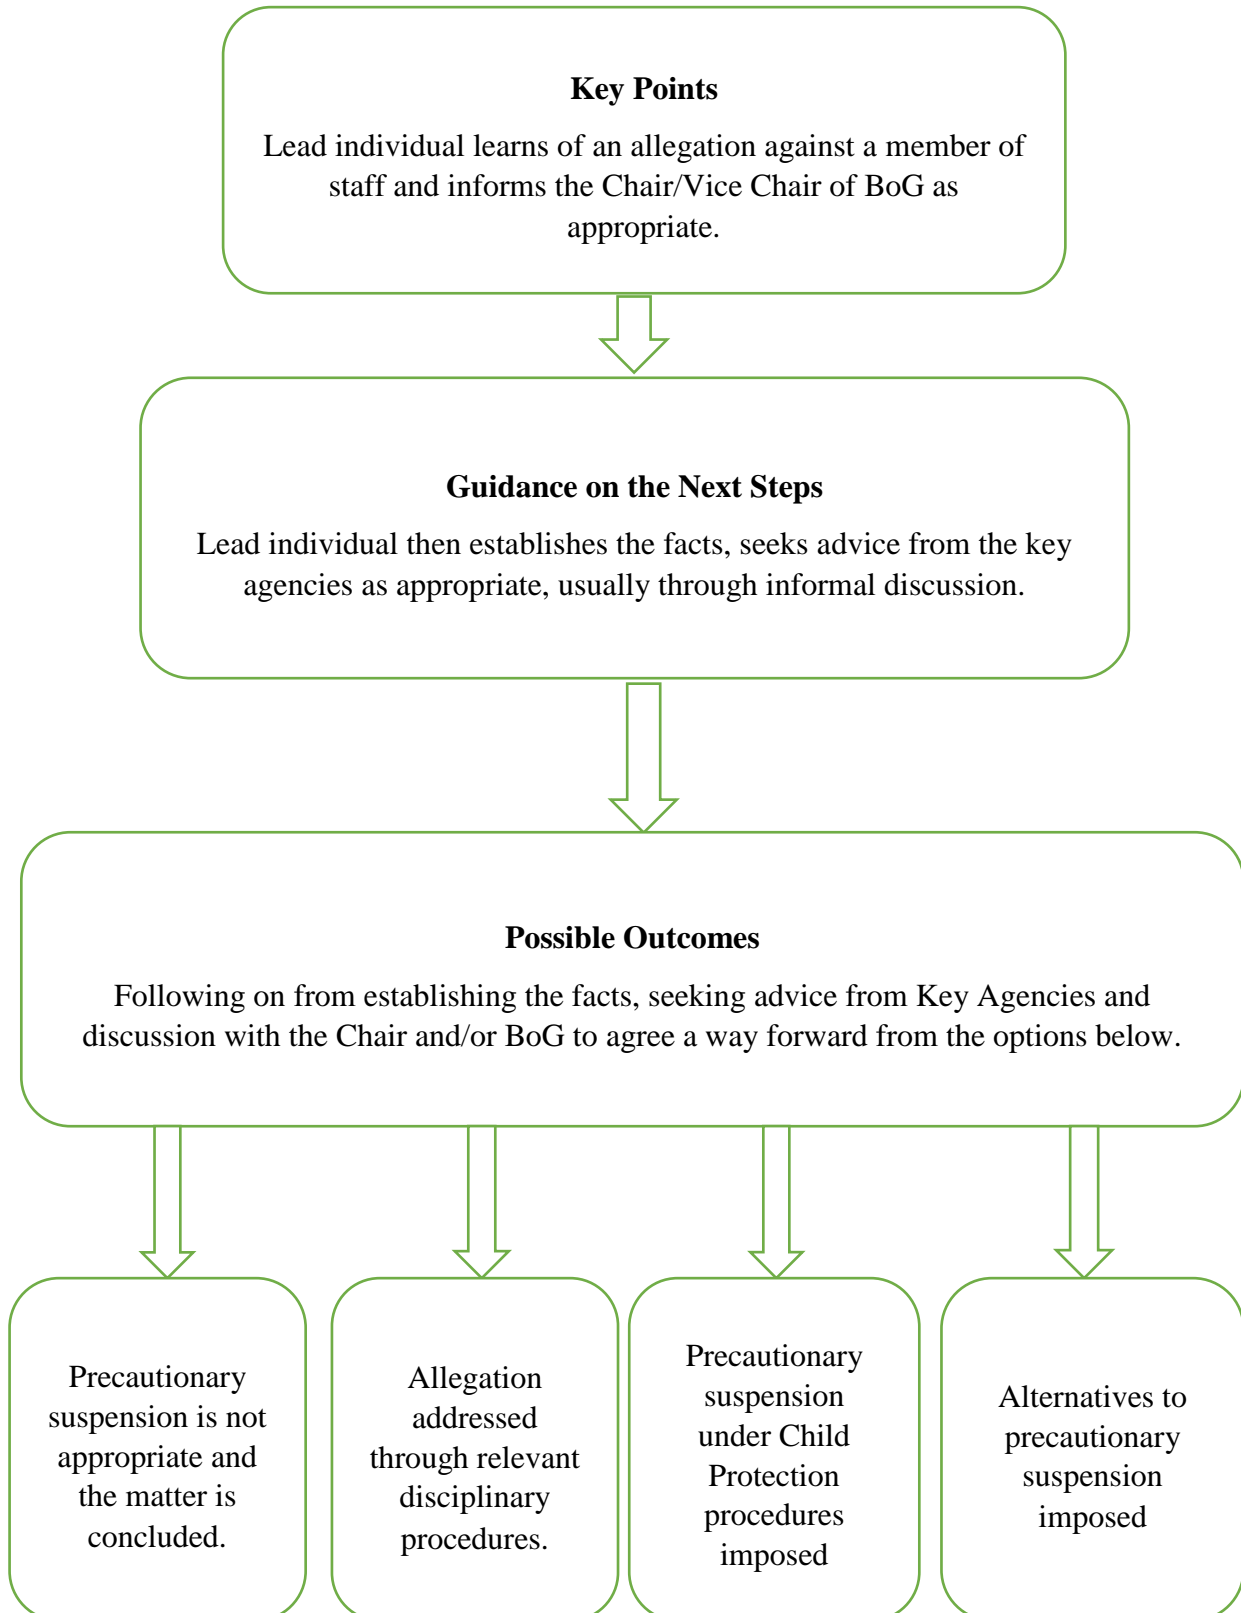 Key Points
Lead individual learns of an allegation against a member of
staff and informs the Chair/Vice Chair of BoG as
appropriate.
Guidance on the Next Steps
Lead individual then establishes the facts, seeks advice from the key
agencies as appropriate, usually through informal discussion.
Possible Outcomes
Following on from establishing the facts, seeking advice from Key Agencies and
discussion with the Chair and/or BoG to agree a way forward from the options below.
Precautionary
suspension is not
appropriate and
the matter is
concluded.
Allegation
addressed
through relevant
disciplinary
procedures.
Precautionary
suspension
under Child
Protection
procedures
imposed
Alternatives to
precautionary
suspension
imposed